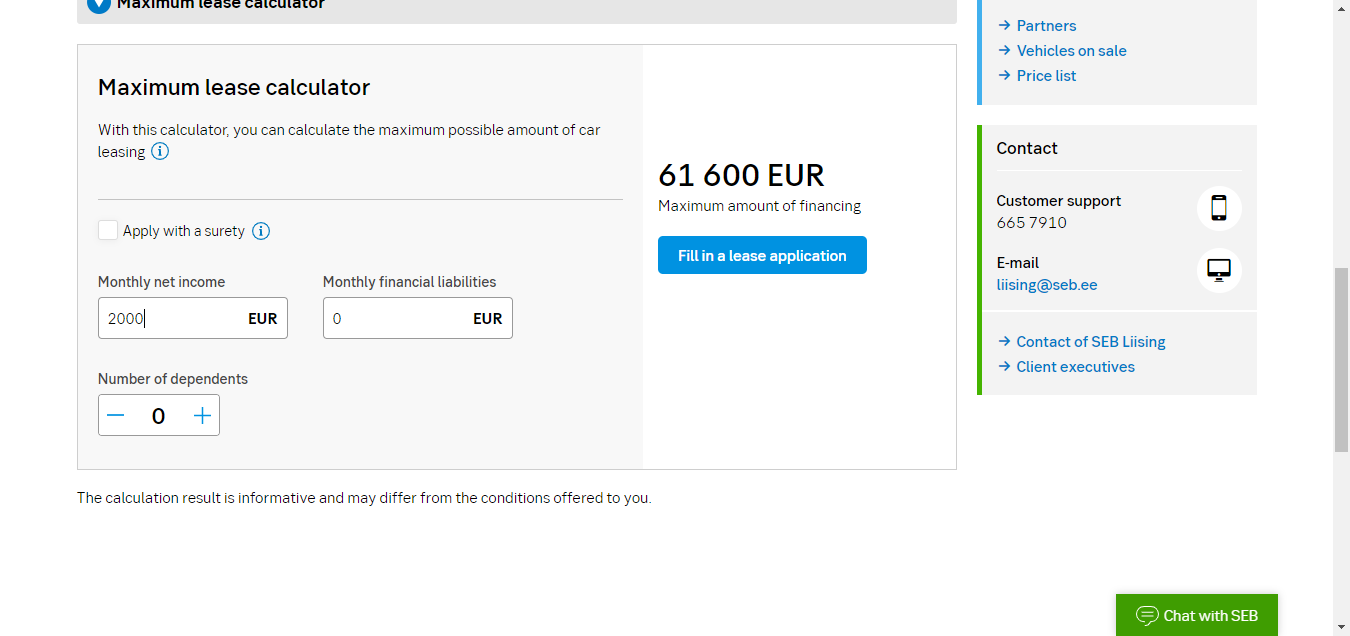 Maximum lease calculator
Maximum lease calculator
With this calculator, you can calculate the maximum possible amount of car
leasing
Apply with a surety
Monthly net income
Monthly financial liabilities
2000 EUR
0 EUR
Number of dependents
0
61 600 EUR
Maximum amount of financing
Fill in a lease application
The calculation result is informative and may differ from the conditions offered to you.
Partners
Vehicles on sale
Price list
Contact
Customer support
665 7910
E-mail
liising@seb.ee
Contact of SEB Liising
Client executives
Chat with SEB